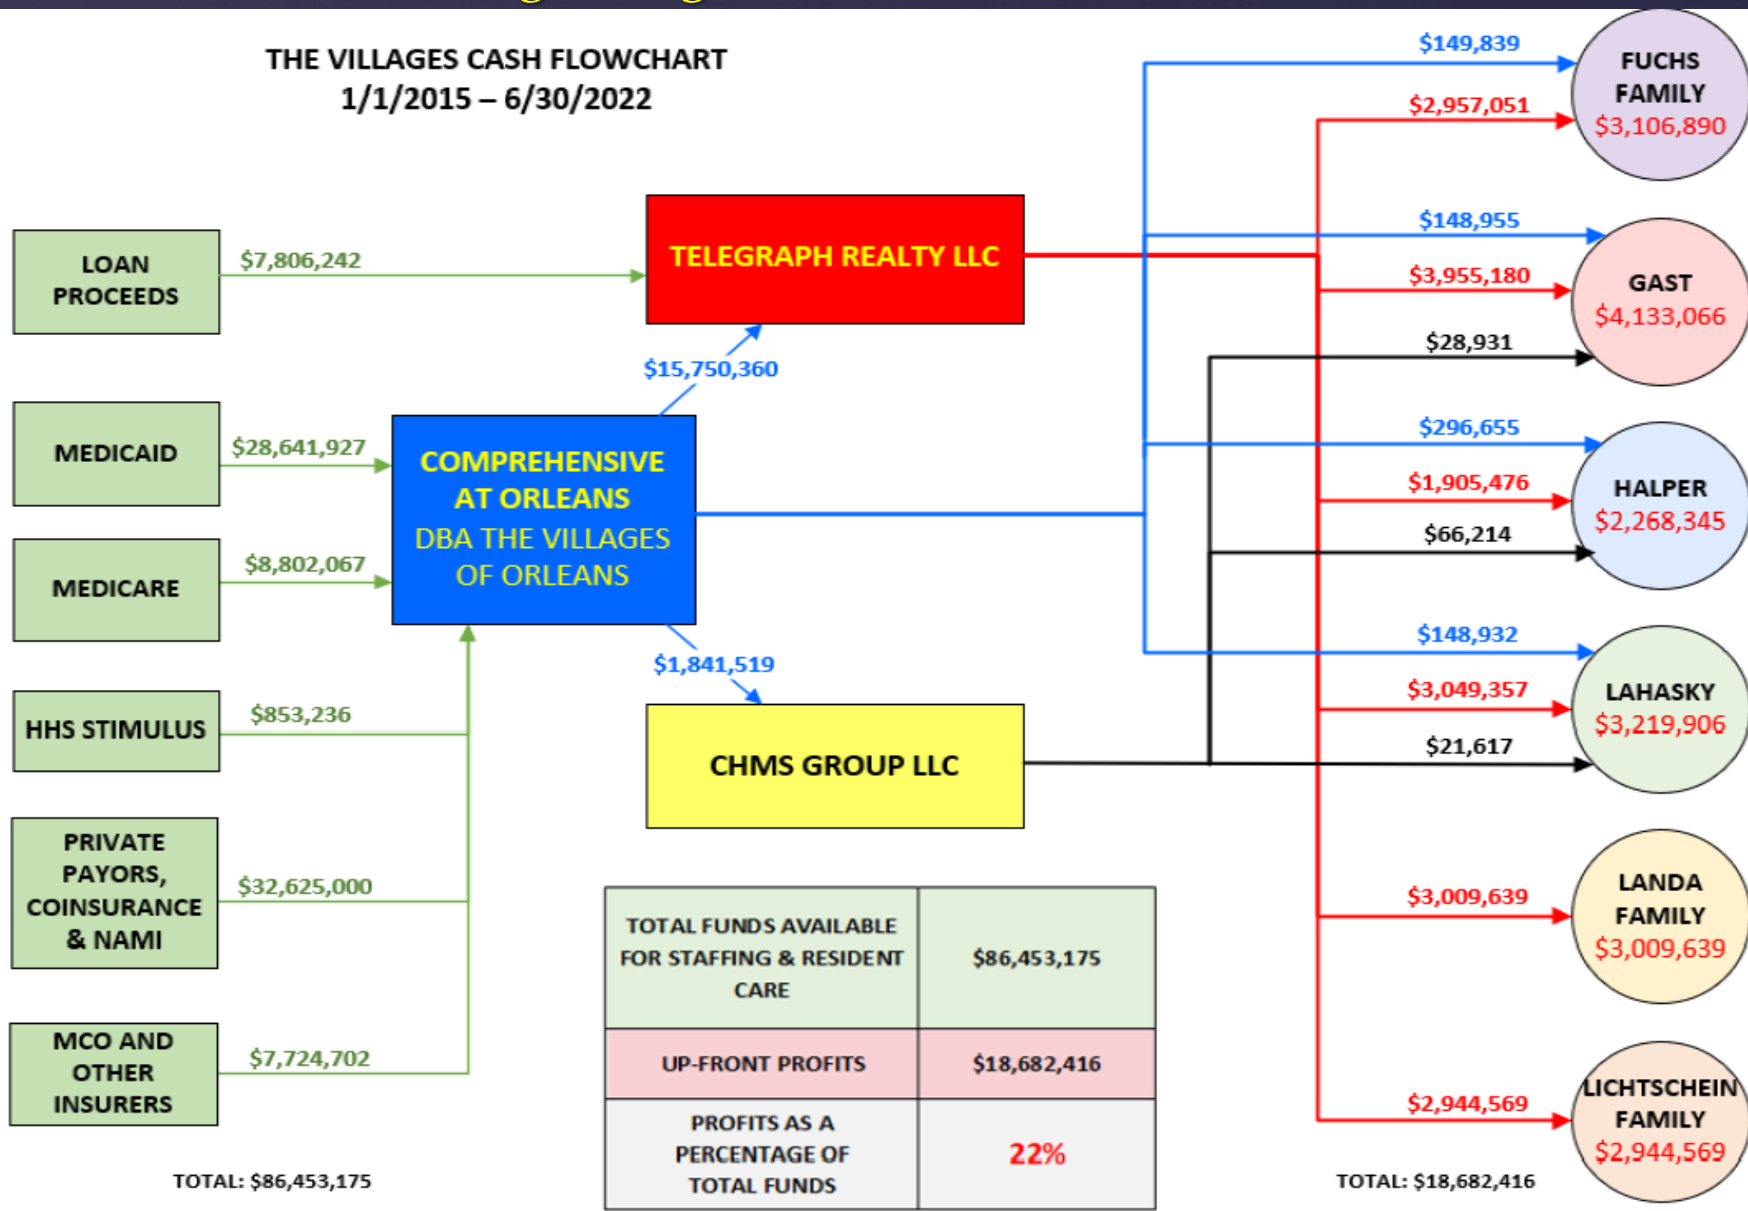 THE VILLAGES CASH FLOWCHART
1/1/2015 – 6/30/2022
LOAN
PROCEEDS
$7,806,242
MEDICAID
$28,641,927
MEDICARE
$8,802,067
HHS STIMULUS
$853,236
PRIVATE
PAYORS,
COINSURANCE
& NAMI
$32,625,000
MCO AND
OTHER
INSURERS
$7,724,702
TOTAL: $86,453,175
TELEGRAPH REALTY LLC
$15,750,360
COMPREHENSIVE
AT ORLEANS
DBA THE VILLAGES
OF ORLEANS
$1,841,519
CHMS GROUP LLC
TOTAL FUNDS AVAILABLE
FOR STAFFING & RESIDENT
CARE
$86,453,175
UP-FRONT PROFITS
$18,682,416
PROFITS AS A
PERCENTAGE OF
TOTAL FUNDS
22%
$149,839
$2,957,051
FUCHS
FAMILY
$3,106,890
$148,955
$3,955,180
$28,931
GAST
$4,133,066
$296,655
$1,905,476
$66,214
HALPER
$2,268,345
$148,932
$3,049,357
$21,617
LAHASKY
$3,219,906
$3,009,639
LANDA
FAMILY
$3,009,639
$2,944,569
LICHTSCHEIN
FAMILY
$2,944,569
TOTAL: $18,682,416